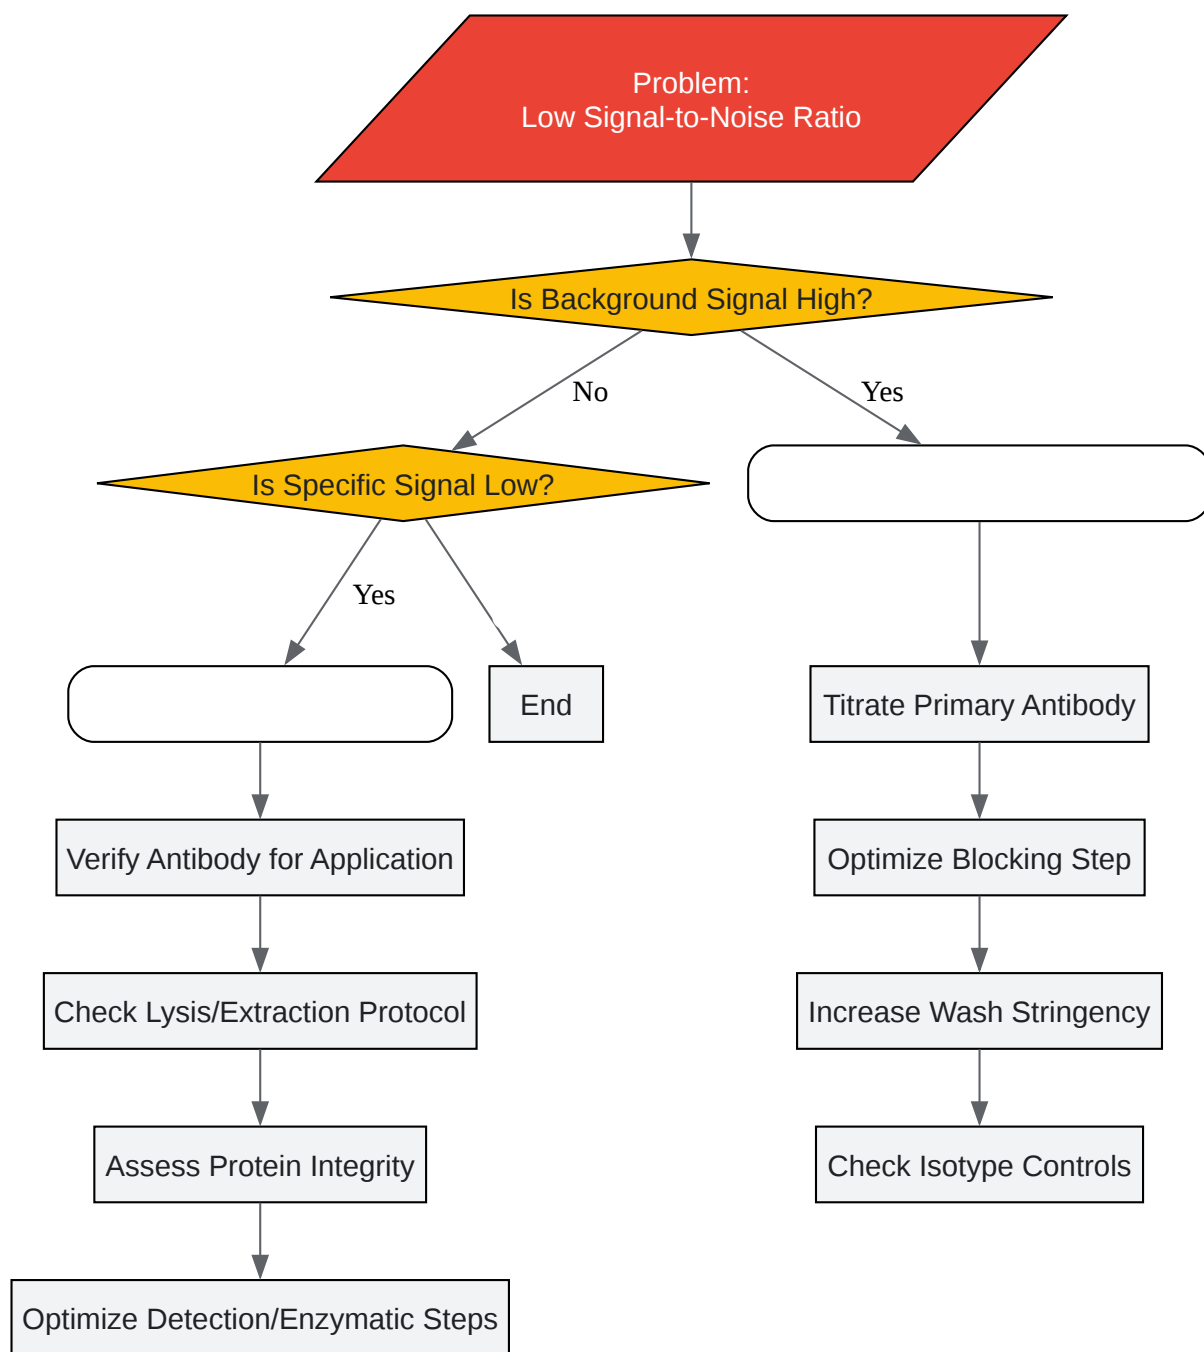 Problem:
Low Signal-to-Noise Ratio
Is Background Signal High?
No
Yes
Is Specific Signal Low?
Yes
End
Titrate Primary Antibody
Verify Antibody for Application
Optimize Blocking Step
Check Lysis/Extraction Protocol
Increase Wash Stringency
Assess Protein Integrity
Check Isotype Controls
Optimize Detection/Enzymatic Steps